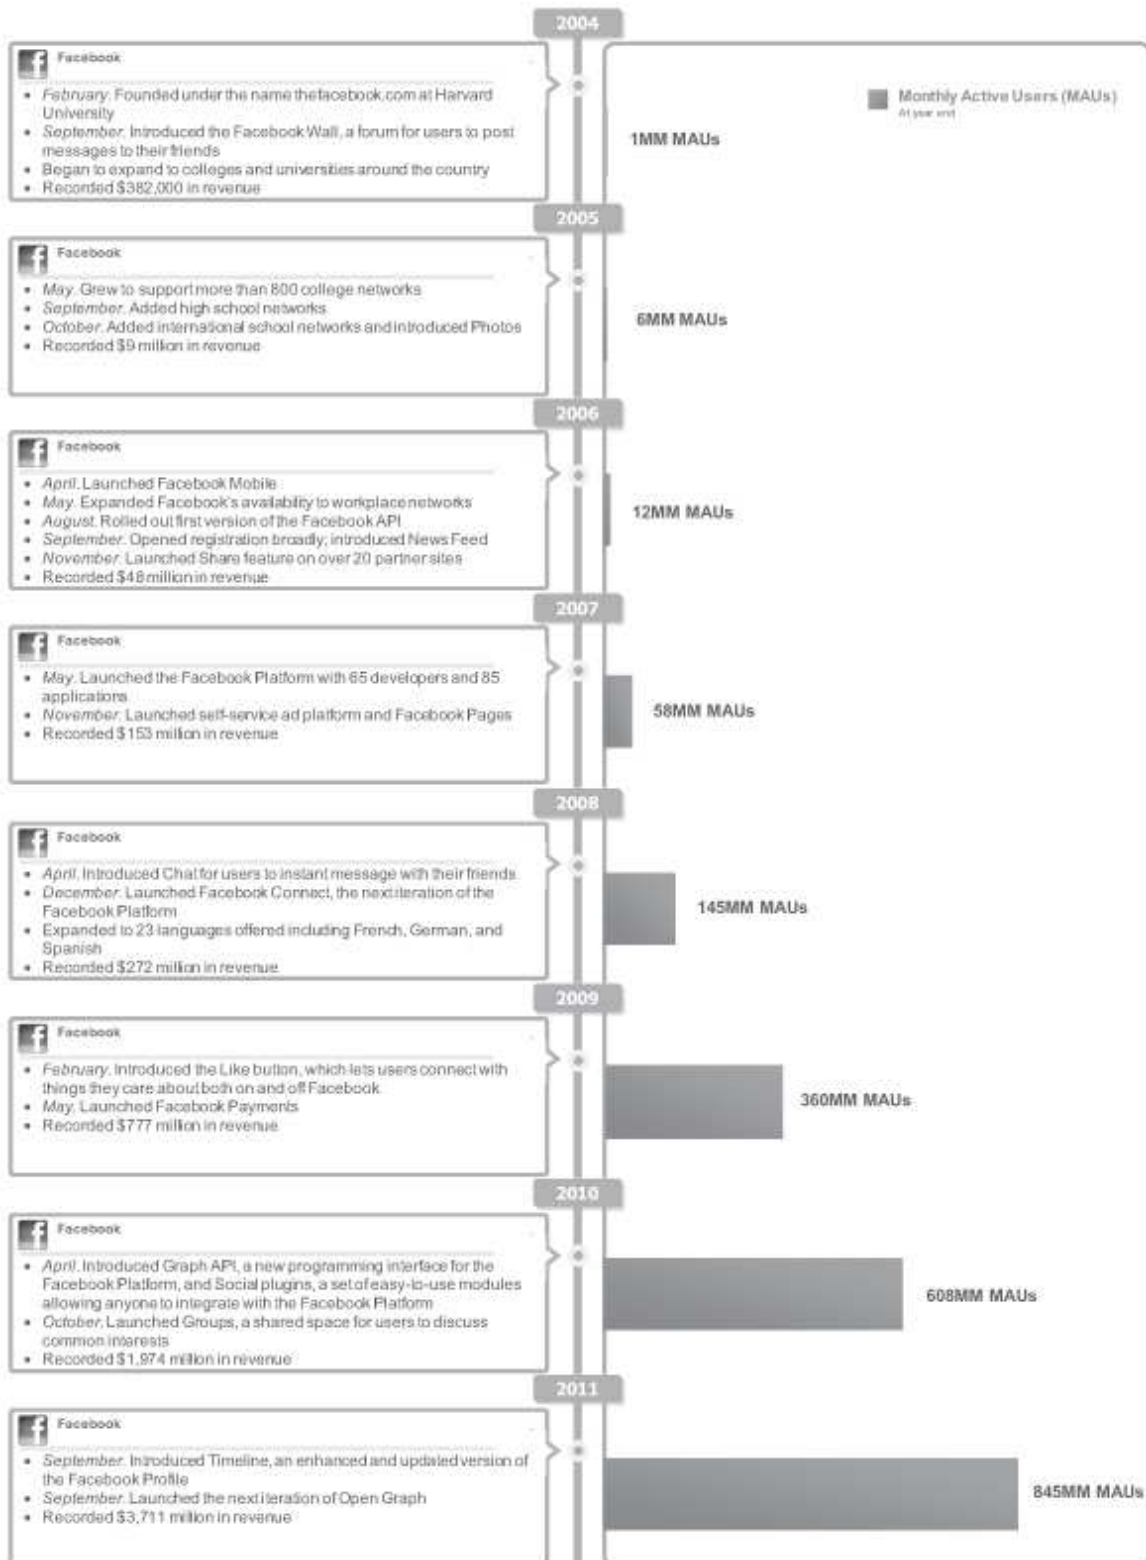 2004
Facebook
• February. Founded under the name thefacebook.com at Harvard
University
• September. Introduced the Facebook Wall, a forum for users to post
messages to their friends
• Began to expand to colleges and universities around the country
• Recorded $382,000 in revenue
Monthly Active Users (MAUs)
At year end
1MM MAUs
2005
Facebook
• May. Grew to support more than 800 college networks
• September. Added high school networks
• October. Added international school networks and introduced Photos
• Recorded $9 million in revenue
6MM MAUs
2006
Facebook
• April. Launched Facebook Mobile
• May. Expanded Facebook's availability to workplace networks
• August. Rolled out first version of the Facebook API
• September. Opened registration broadly; introduced News Feed
• November. Launched Share feature on over 20 partner sites
• Recorded $48 million in revenue
12MM MAUs
2007
Facebook
• May. Launched the Facebook Platform with 65 developers and 85
applications
• November. Launched self-service ad platform and Facebook Pages
• Recorded $153 million in revenue
58MM MAUs
2008
Facebook
• April. Introduced Chat for users to instant message with their friends
• December. Launched Facebook Connect, the next iteration of the
Facebook Platform
• Expanded to 23 languages offered including French, German, and
Spanish
• Recorded $272 million in revenue
145MM MAUs
2009
Facebook
• February. Introduced the Like button, which lets users connect with
things they care about both on and off Facebook
• May. Launched Facebook Payments
• Recorded $777 million in revenue
360MM MAUs
2010
Facebook
• April. Introduced Graph API, a new programming interface for the
Facebook Platform, and Social plugins, a set of easy-to-use modules
allowing anyone to integrate with the Facebook Platform
• October. Launched Groups, a shared space for users to discuss
common interests
• Recorded $1,974 million in revenue
608MM MAUs
2011
Facebook
• September. Introduced Timeline, an enhanced and updated version of
the Facebook Profile
• September. Launched the next iteration of Open Graph
• Recorded $3,711 million in revenue
845MM MAUs